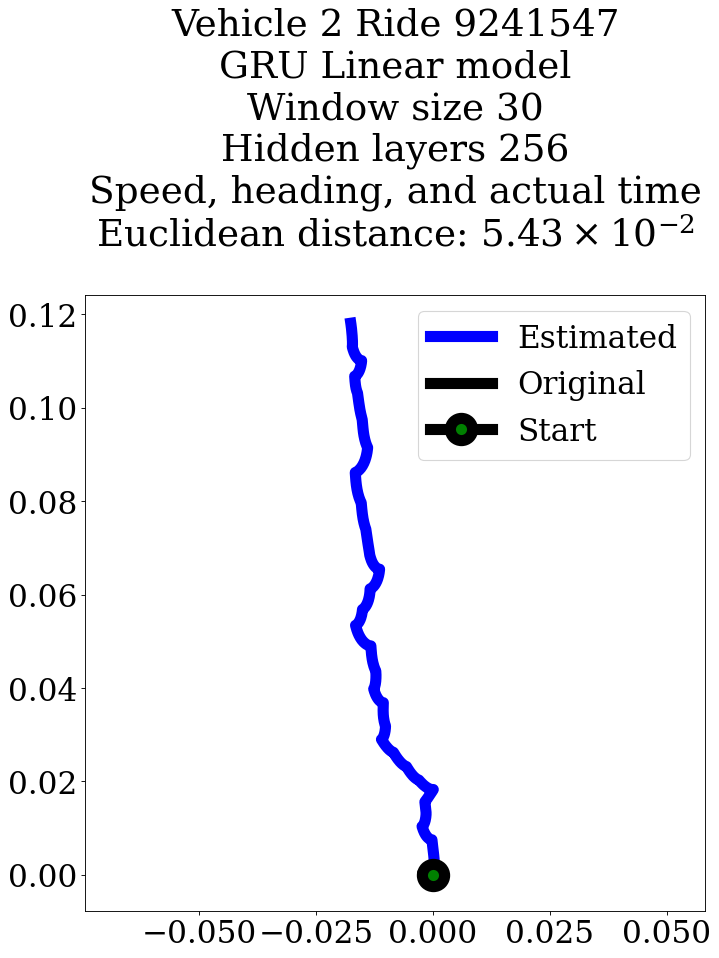 Vehicle 2 Ride 9241547
GRU Linear model
Window size 30
Hidden layers 256
Speed, heading, and actual time
Euclidean distance: 5.43 × 10⁻²
Estimated
Original
Start
0.12
0.10
0.08
0.06
0.04
0.02
0.00
−0.050 −0.025 0.000 0.025 0.050